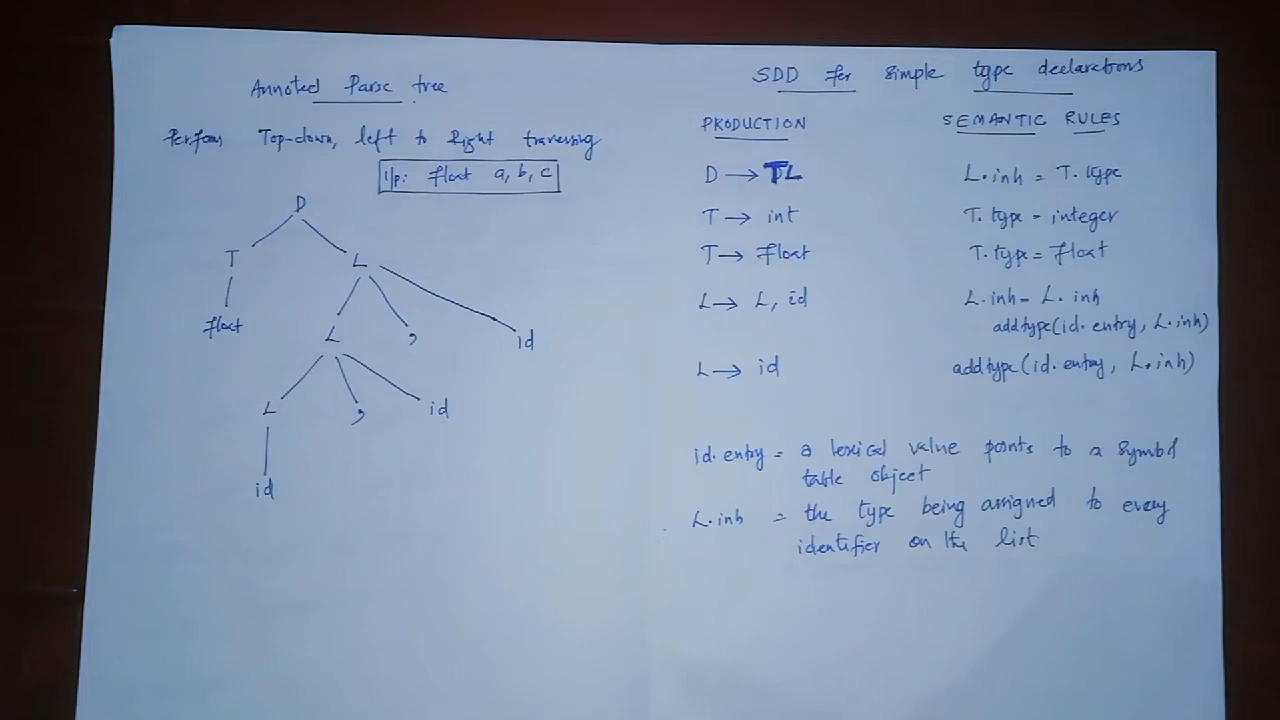 Annoted Parse tree
Perfom Top-down, left to Right traversing
i/p: float a, b, c
D
T L
float
L , id
L , id
id
SDD for simple type declarations
PRODUCTION SEMANTIC RULES
D → TL L.inh = T.type
T → int T.type = integer
T → float T.type = float
L → L, id L.inh = L.inh
addtype(id.entry, L.inh)
L → id addtype(id.entry, L.inh)
id.entry = a lexical value points to a symbol
table object
L.inh = the type being assigned to every
identifier on the list